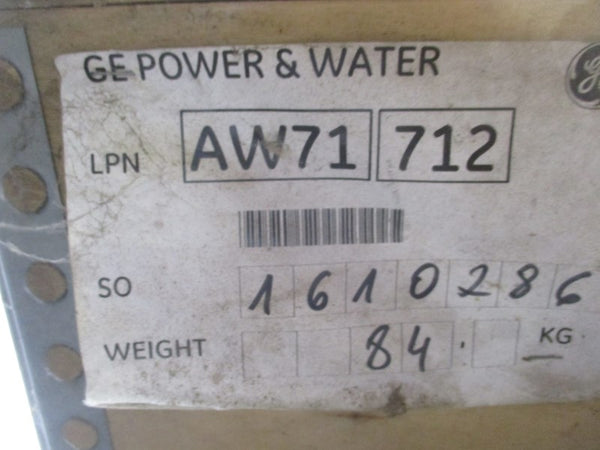 GE POWER & WATER
LPN AW71 712
SO 1610286
WEIGHT 84. KG